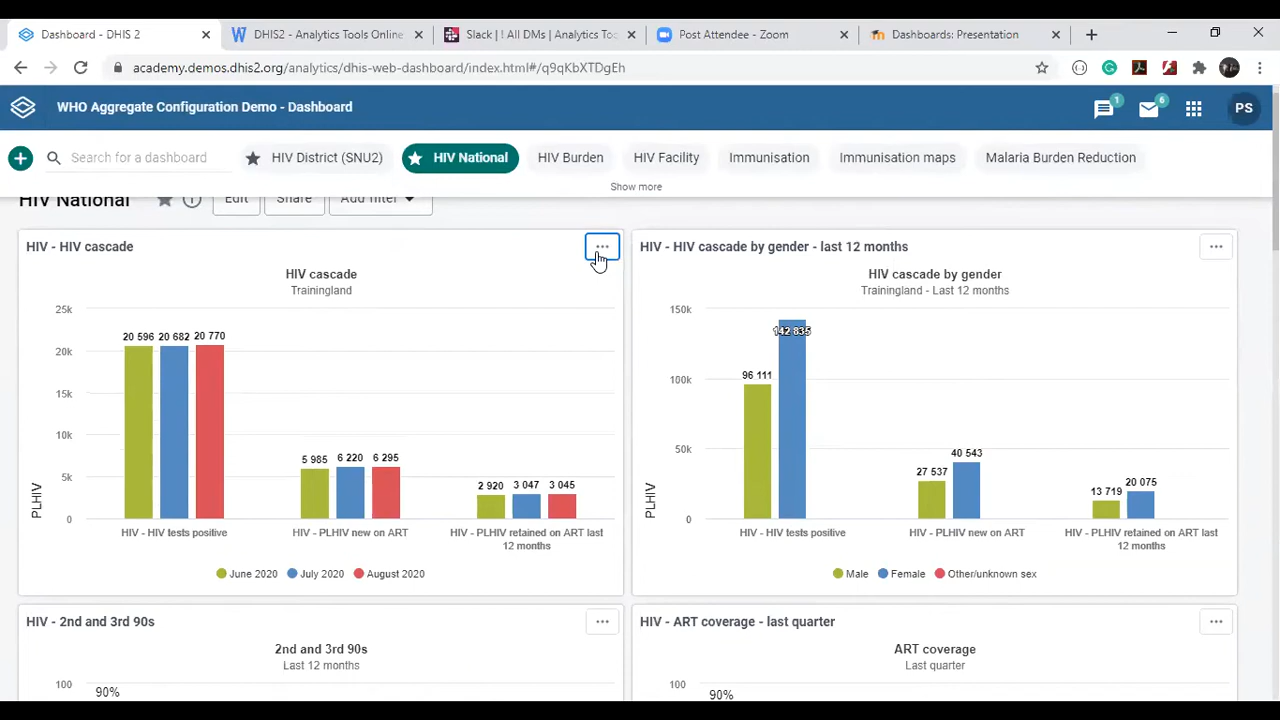 Dashboard - DHIS 2
DHIS2 - Analytics Tools Online
Slack | ! All DMs | Analytics Too
Post Attendee - Zoom
Dashboards: Presentation
academy.demos.dhis2.org/analytics/dhis-web-dashboard/index.html#/q9qKbXTDgEh
WHO Aggregate Configuration Demo - Dashboard
1
6
PS
Search for a dashboard
HIV District (SNU2)
HIV National
HIV Burden
HIV Facility
Immunisation
Immunisation maps
Malaria Burden Reduction
Show more
HIV National
Edit
Share
Add filter
HIV - HIV cascade
HIV cascade
Trainingland
25k
20k
15k
10k
5k
0
PLHIV
20 596 20 682 20 770
5 985 6 220 6 295
2 920 3 047 3 045
HIV - HIV tests positive
HIV - PLHIV new on ART
HIV - PLHIV retained on ART last
12 months
June 2020 July 2020 August 2020
HIV - HIV cascade by gender - last 12 months
HIV cascade by gender
Trainingland - Last 12 months
150k
100k
50k
0
PLHIV
96 111 142 835
27 537 40 543
13 719 20 075
HIV - HIV tests positive
HIV - PLHIV new on ART
HIV - PLHIV retained on ART last
12 months
Male Female Other/unknown sex
HIV - 2nd and 3rd 90s
2nd and 3rd 90s
Last 12 months
100
90%
HIV - ART coverage - last quarter
ART coverage
Last quarter
100
90%